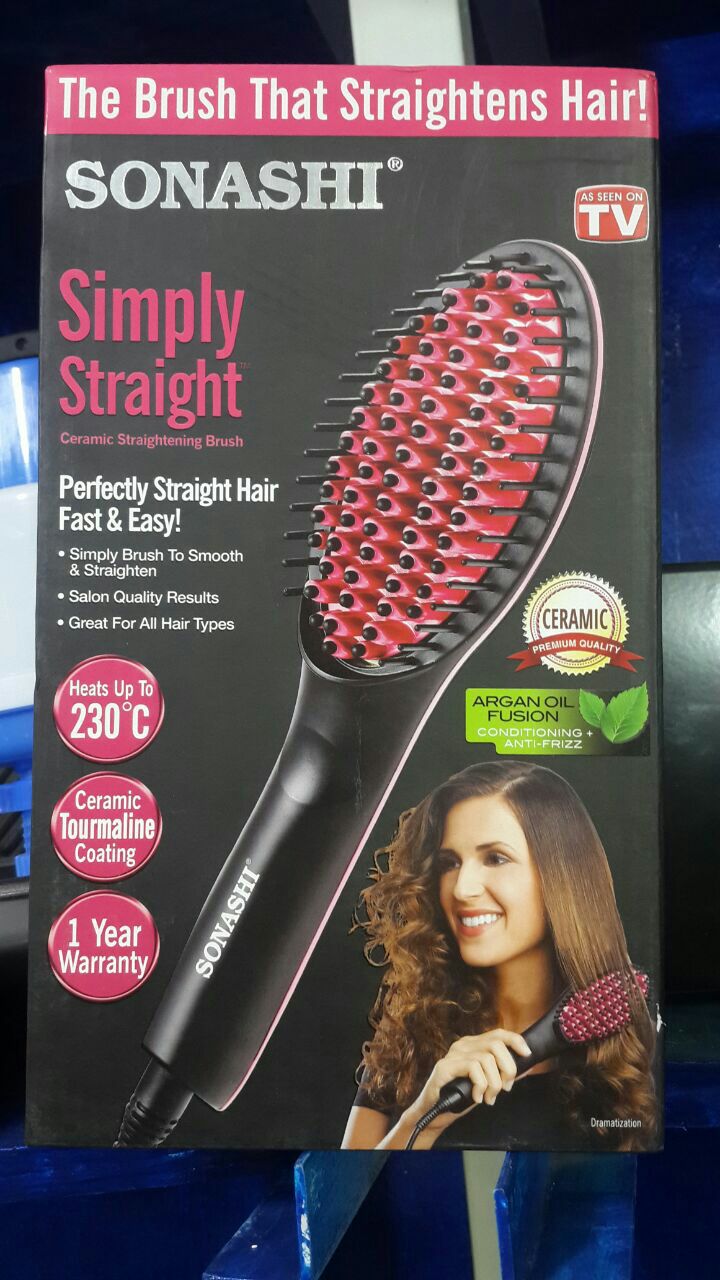 The Brush That Straightens Hair!
SONASHI®
AS SEEN ON
TV
Simply
Straight™
Ceramic Straightening Brush
Perfectly Straight Hair
Fast & Easy!
• Simply Brush To Smooth
& Straighten
• Salon Quality Results
• Great For All Hair Types
CERAMIC
PREMIUM QUALITY
Heats Up To
230°C
ARGAN OIL
FUSION
CONDITIONING +
ANTI-FRIZZ
Ceramic
Tourmaline
Coating
SONASHI®
1 Year
Warranty
Dramatization